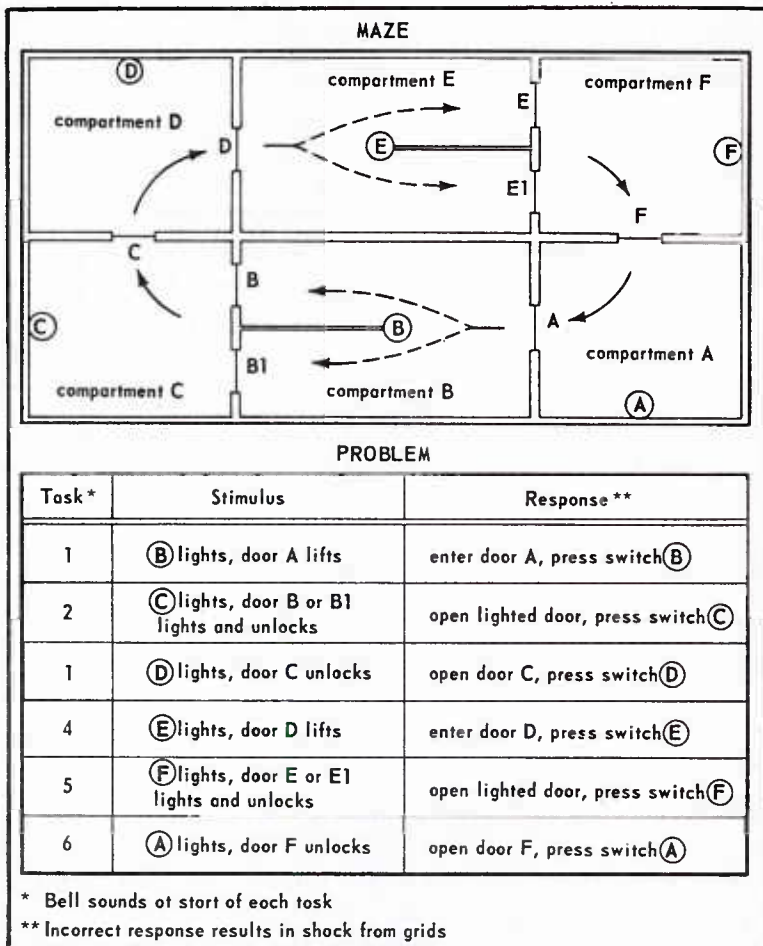 MAZE
D
compartment D
compartment E
E
compartment F
D
E
F
E1
F
C
B
A
C
B
B1
compartment A
compartment C
compartment B
A
PROBLEM
Task* Stimulus Response**
1 B lights, door A lifts enter door A, press switch B
2 C lights, door B or B1
lights and unlocks open lighted door, press switch C
1 D lights, door C unlocks open door C, press switch D
4 E lights, door D lifts enter door D, press switch E
5 F lights, door E or E1
lights and unlocks open lighted door, press switch F
6 A lights, door F unlocks open door F, press switch A
* Bell sounds at start of each task
** Incorrect response results in shock from grids